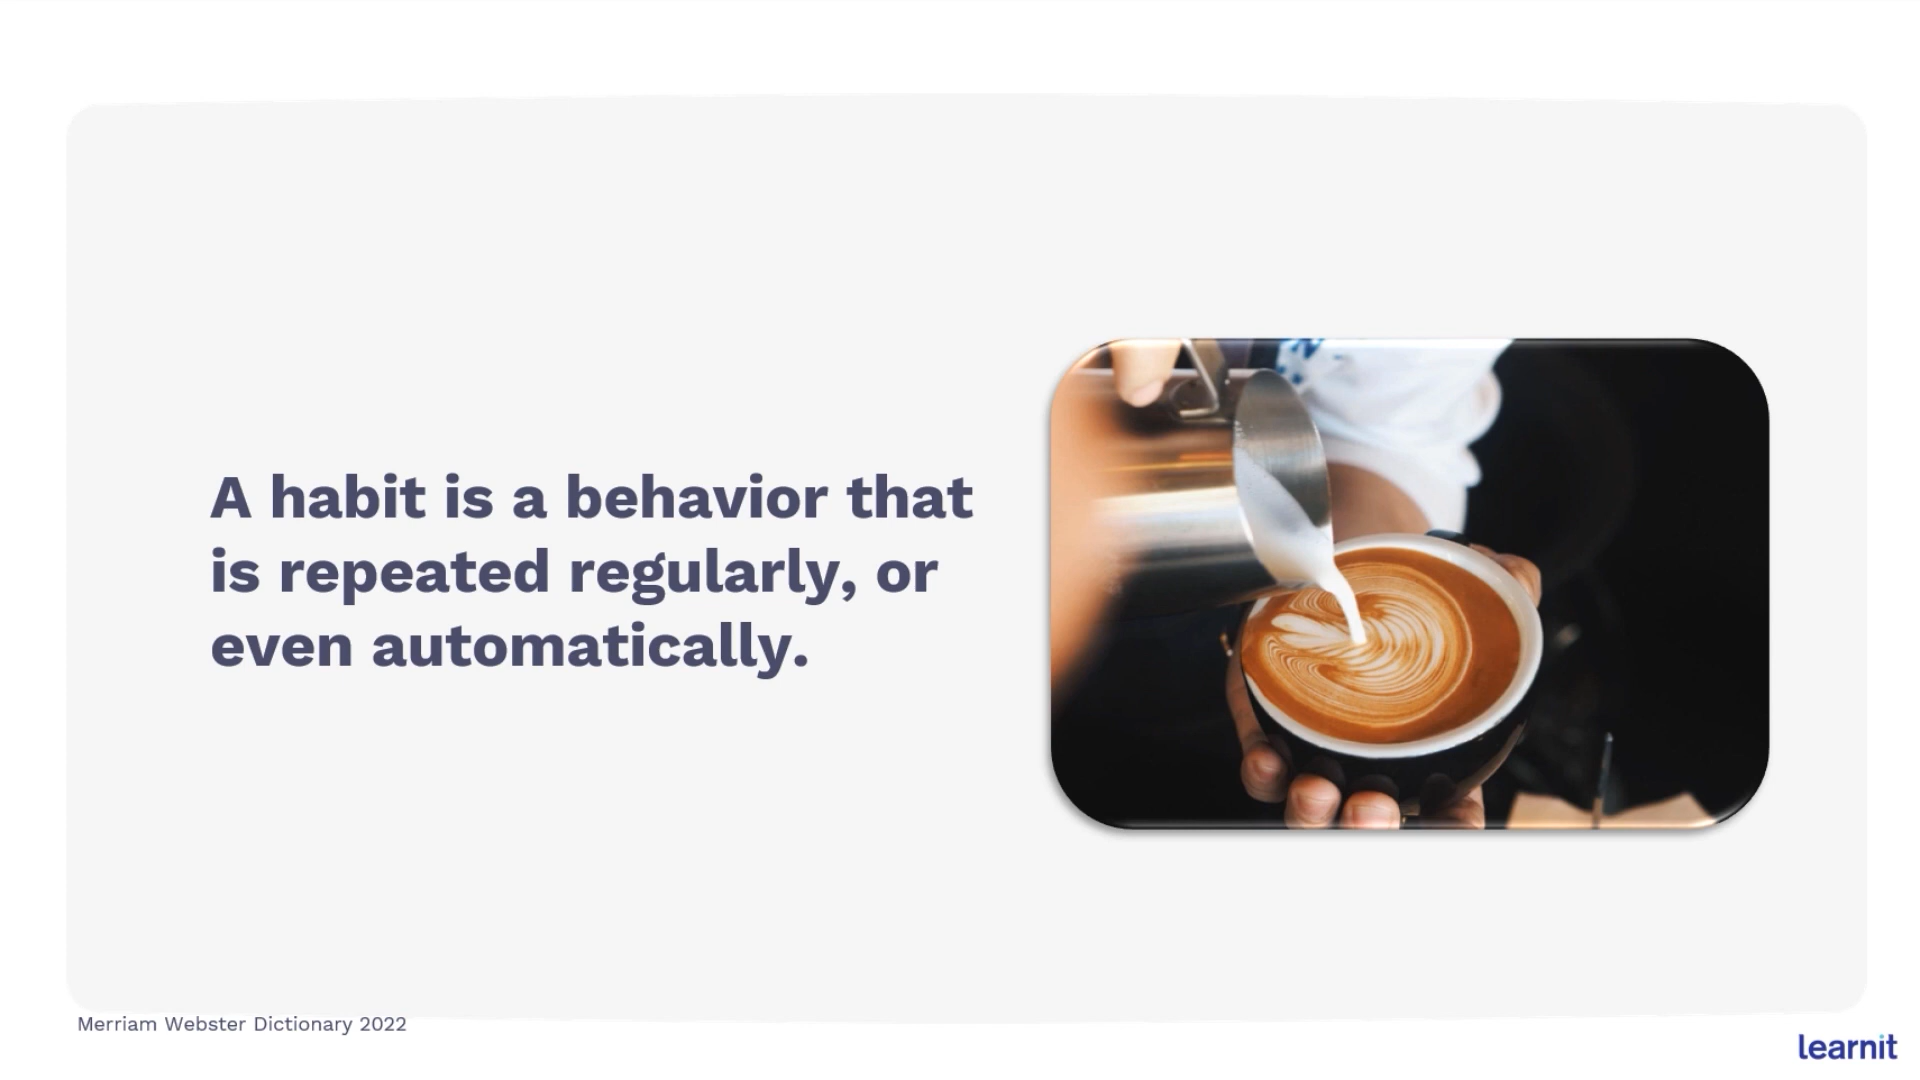 A habit is a behavior that
is repeated regularly, or
even automatically.
Merriam Webster Dictionary 2022
learnit